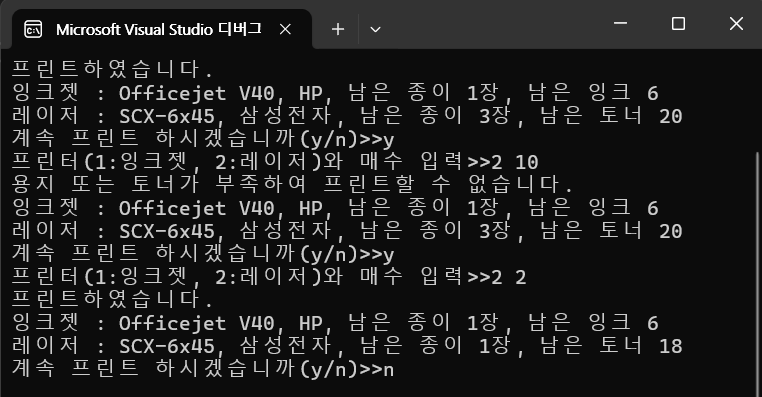 Microsoft Visual Studio 디버그
프린트하였습니다.
잉크젯 : Officejet V40, HP, 남은 종이 1장, 남은 잉크 6
레이저 : SCX-6x45, 삼성전자, 남은 종이 3장, 남은 토너 20
계속 프린트 하시겠습니까(y/n)>>y
프린터(1:잉크젯, 2:레이저)와 매수 입력>>2 10
용지 또는 토너가 부족하여 프린트할 수 없습니다.
잉크젯 : Officejet V40, HP, 남은 종이 1장, 남은 잉크 6
레이저 : SCX-6x45, 삼성전자, 남은 종이 3장, 남은 토너 20
계속 프린트 하시겠습니까(y/n)>>y
프린터(1:잉크젯, 2:레이저)와 매수 입력>>2 2
프린트하였습니다.
잉크젯 : Officejet V40, HP, 남은 종이 1장, 남은 잉크 6
레이저 : SCX-6x45, 삼성전자, 남은 종이 1장, 남은 토너 18
계속 프린트 하시겠습니까(y/n)>>n